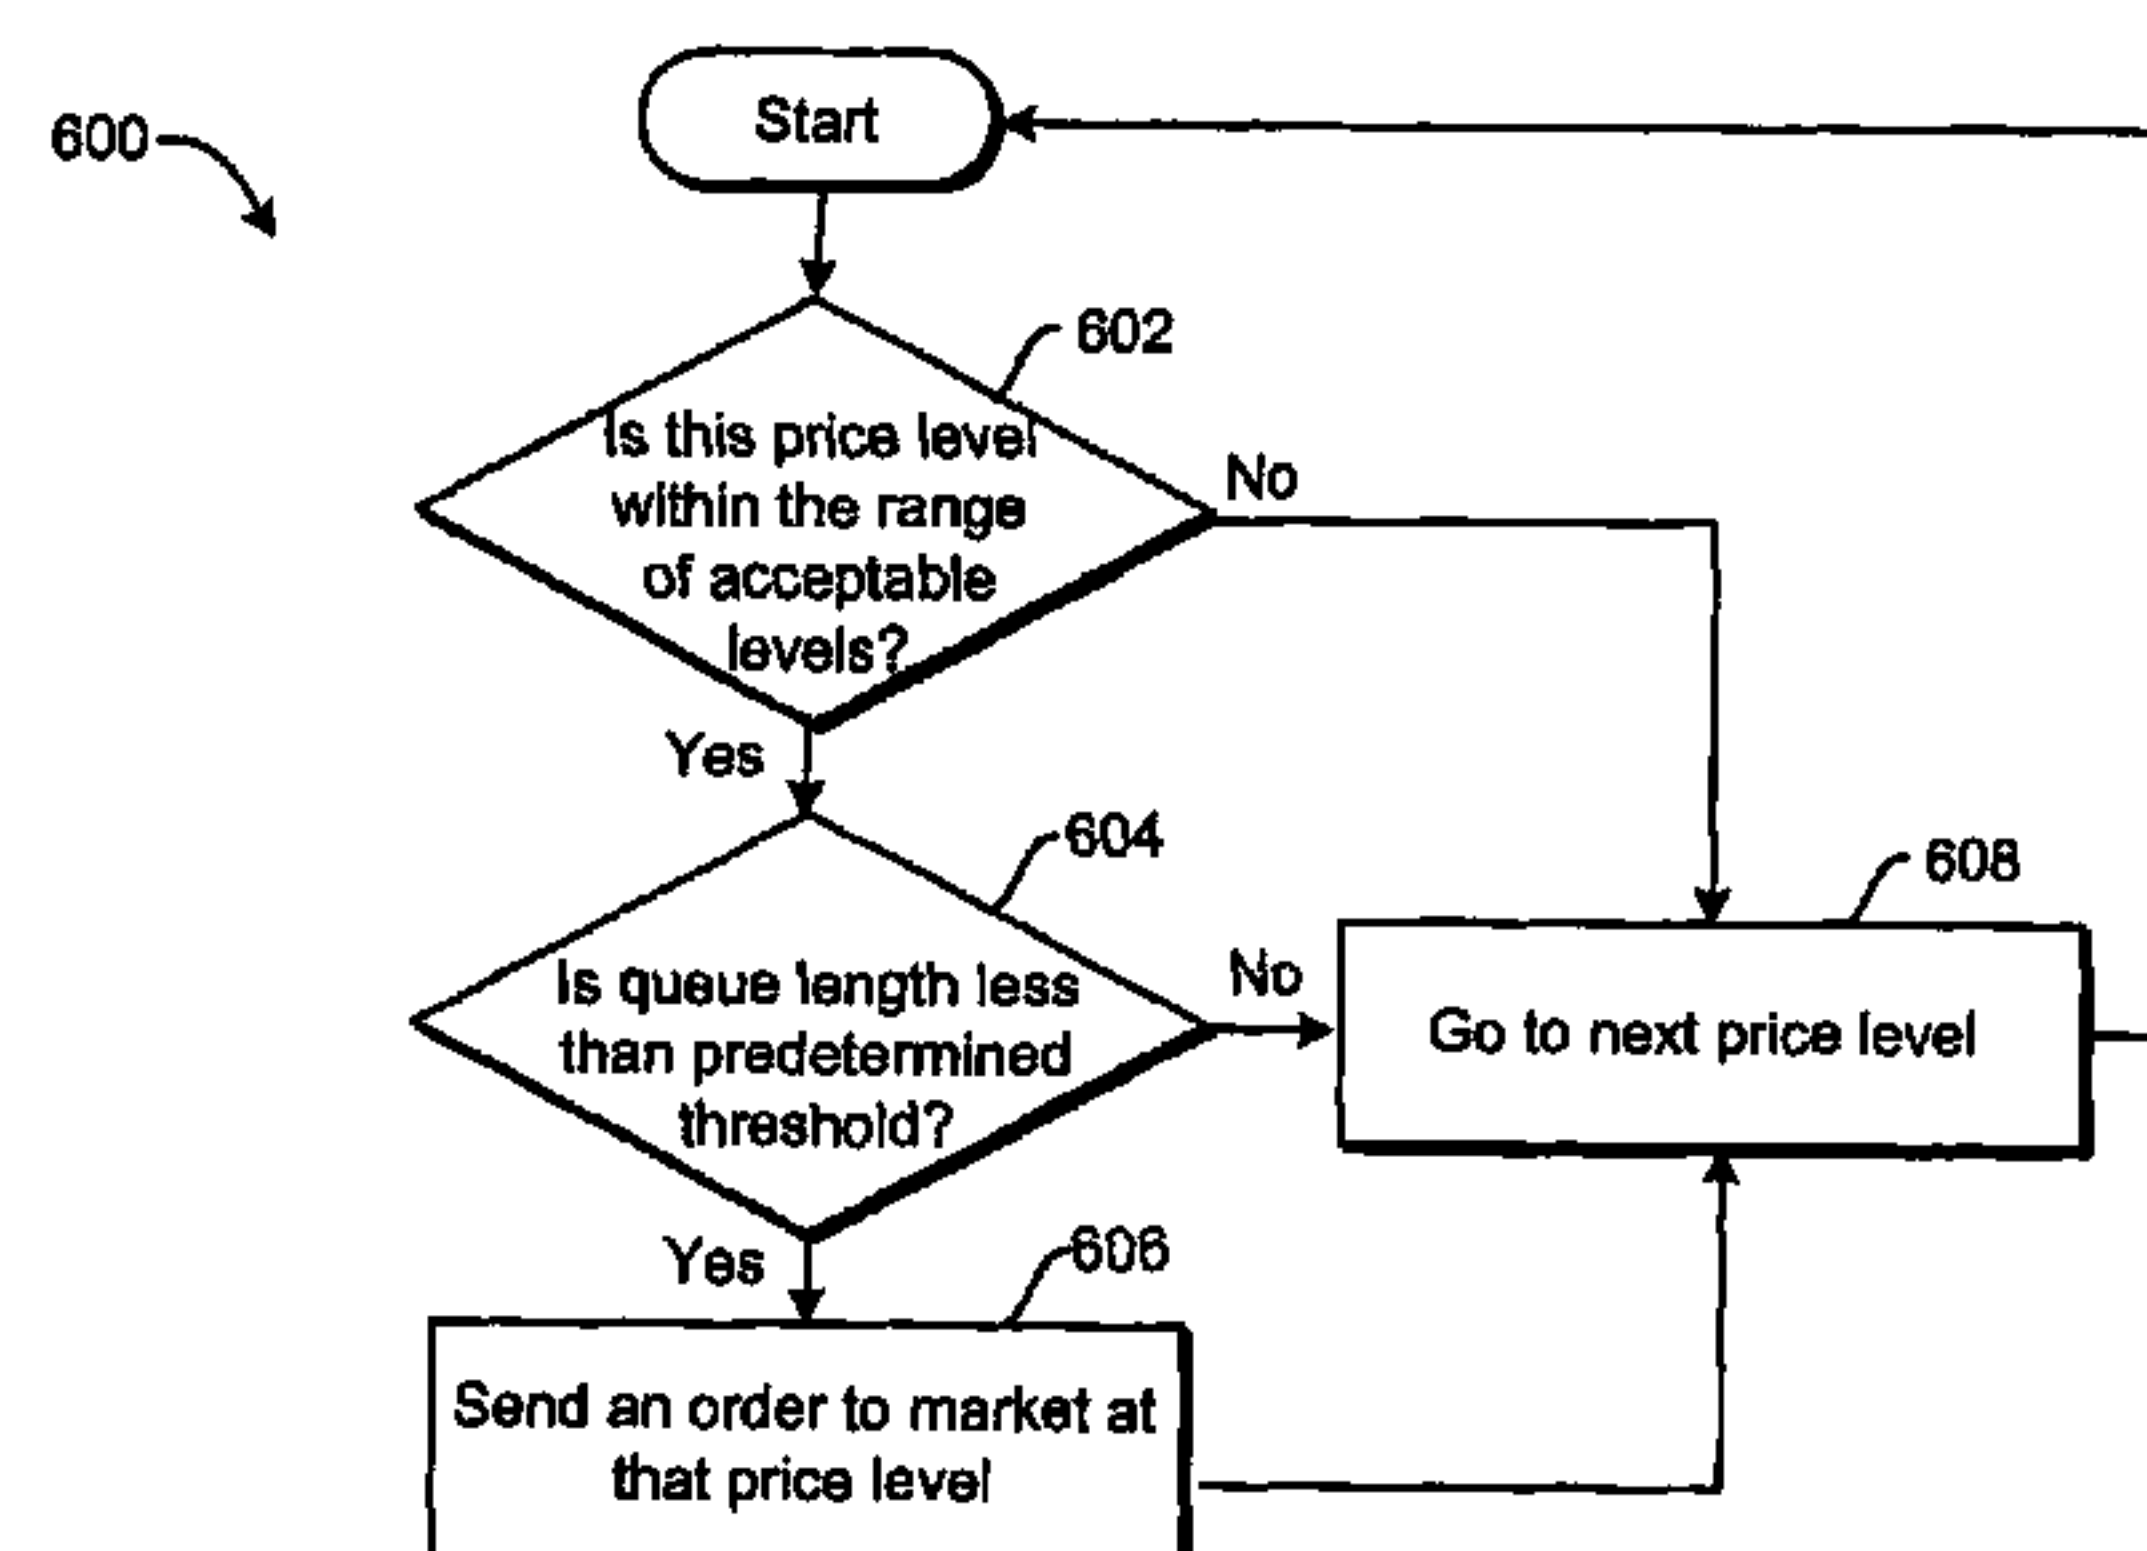 Start
600
602
Is this price level
within the range
of acceptable
levels?
No
Yes
604
608
Is queue length less
than predetermined
threshold?
No
Go to next price level
Yes
606
Send an order to market at
that price level